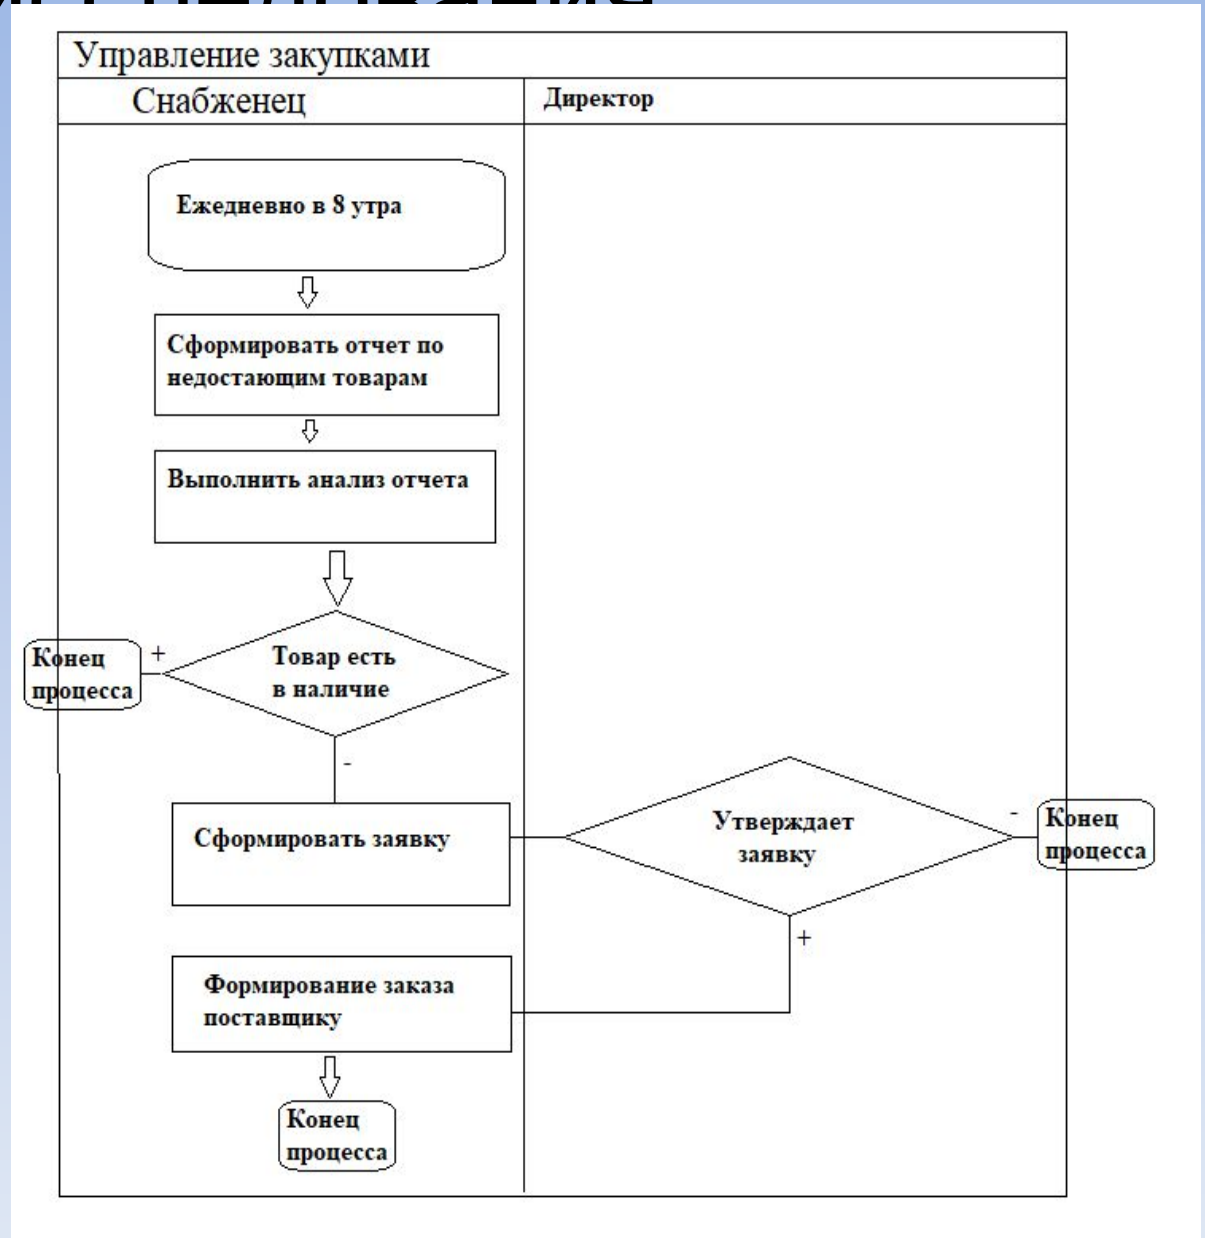 Управление закупками
Снабженец
Директор
Ежедневно в 8 утра
Сформировать отчет по
недостающим товарам
Выполнить анализ отчета
Конец
процесса
+
Товар есть
в наличие
-
Сформировать заявку
Утверждает
заявку
-
Конец
процесса
+
Формирование заказа
поставщику
Конец
процесса